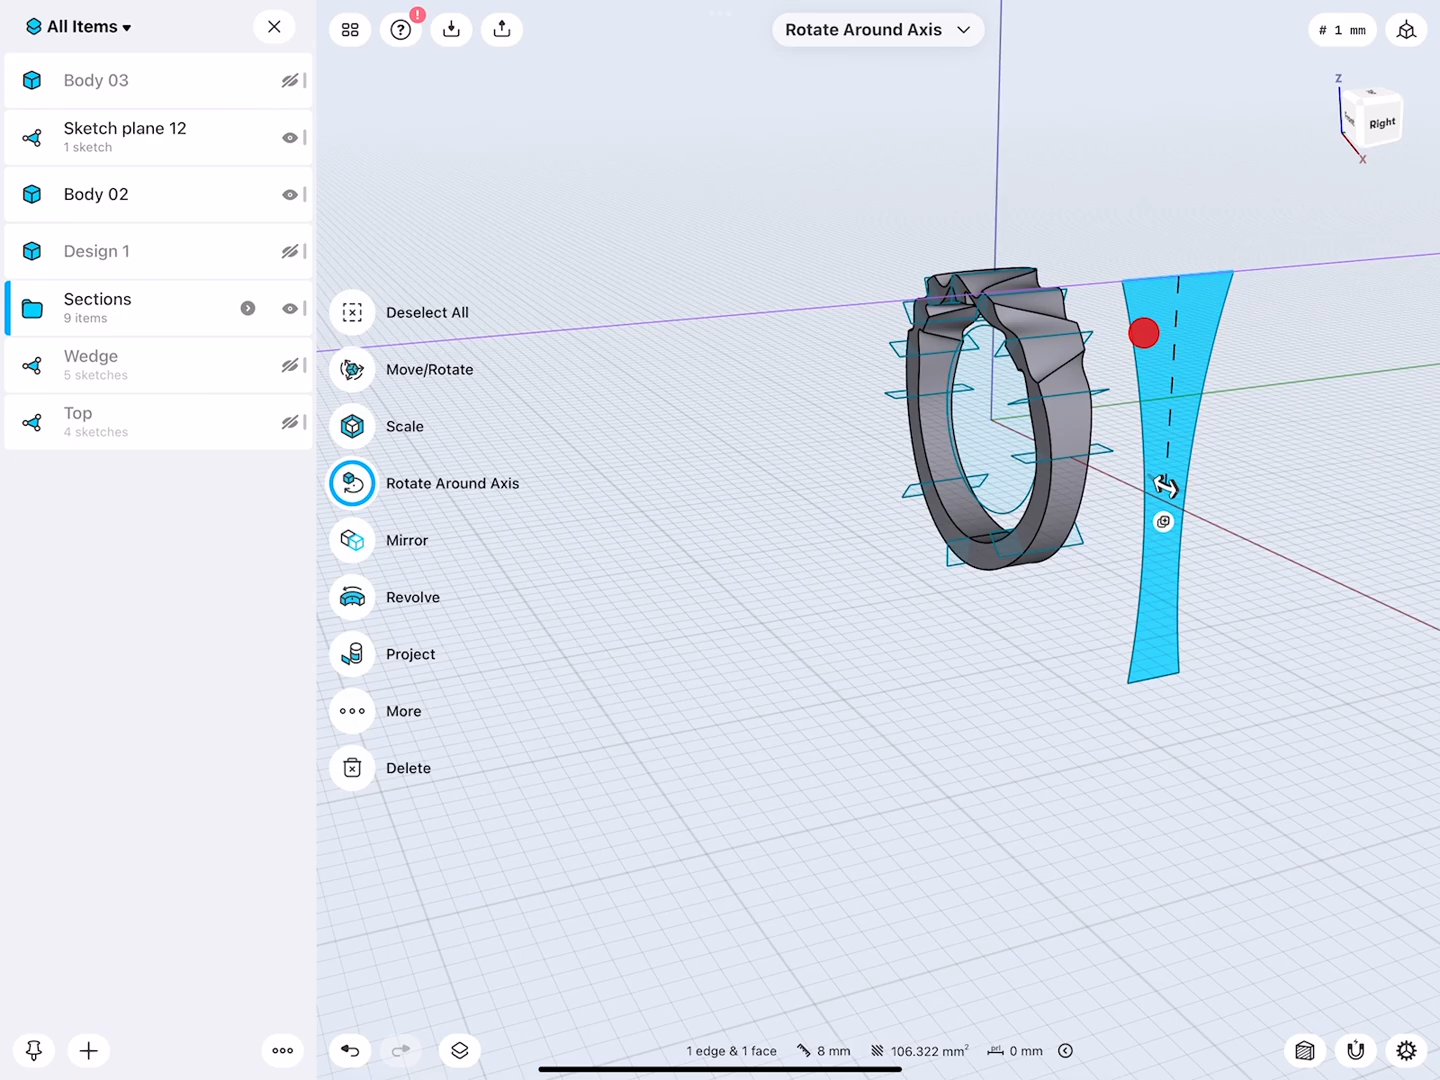 All Items
Body 03
Sketch plane 12
1 sketch
Body 02
Design 1
Sections
9 items
Wedge
5 sketches
Top
4 sketches
!
?
Rotate Around Axis
# 1 mm
Z
Right
X
Deselect All
Move/Rotate
Scale
Rotate Around Axis
Mirror
Revolve
Project
More
Delete
1 edge & 1 face
8 mm
106.322 mm²
0 mm